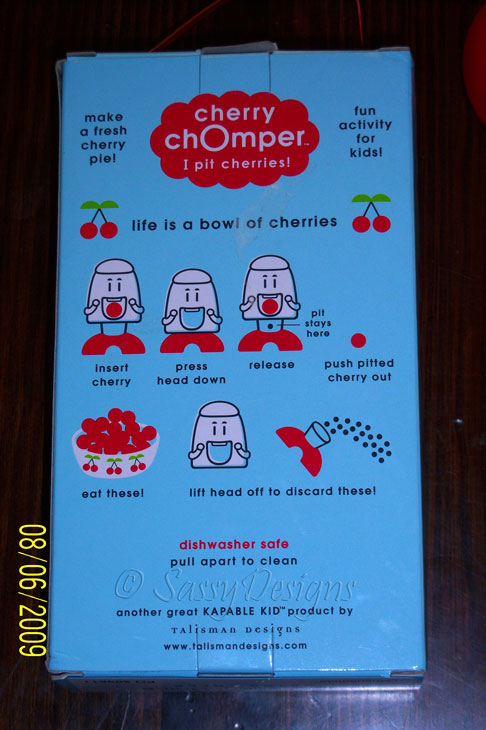 make
a fresh
cherry
pie!
cherry
chOmper™
I pit cherries!
fun
activity
for
kids!
life is a bowl of cherries
pit
stays
here
insert
cherry
press
head down
release
push pitted
cherry out
eat these!
lift head off to discard these!
dishwasher safe
pull apart to clean
© SassyDesigns
another great KAPABLE KID™ product by
TALISMAN DESIGNS
www.talismandesigns.com
08/06/2009